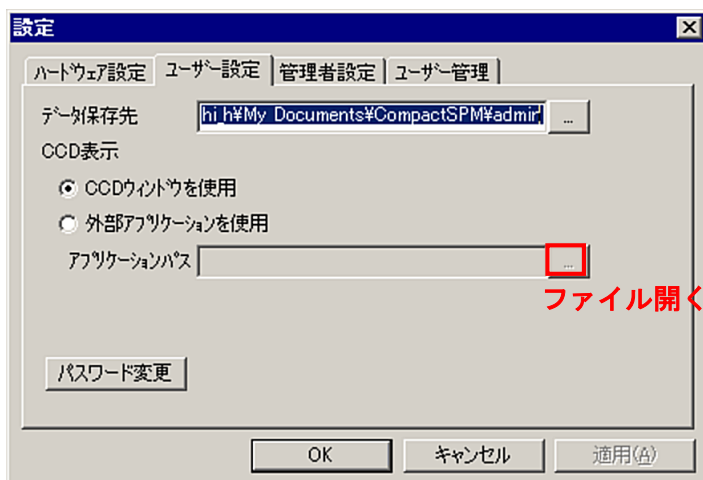 設定
ハードウェア設定 ユーザー設定 管理者設定 ユーザー管理
データ保存先 hi_h¥My Documents¥CompactSPM¥admin ...
CCD表示
CCDウィンドウを使用
外部アプリケーションを使用
アプリケーションパス ...
ファイル開く
パスワード変更
OK キャンセル 適用(A)